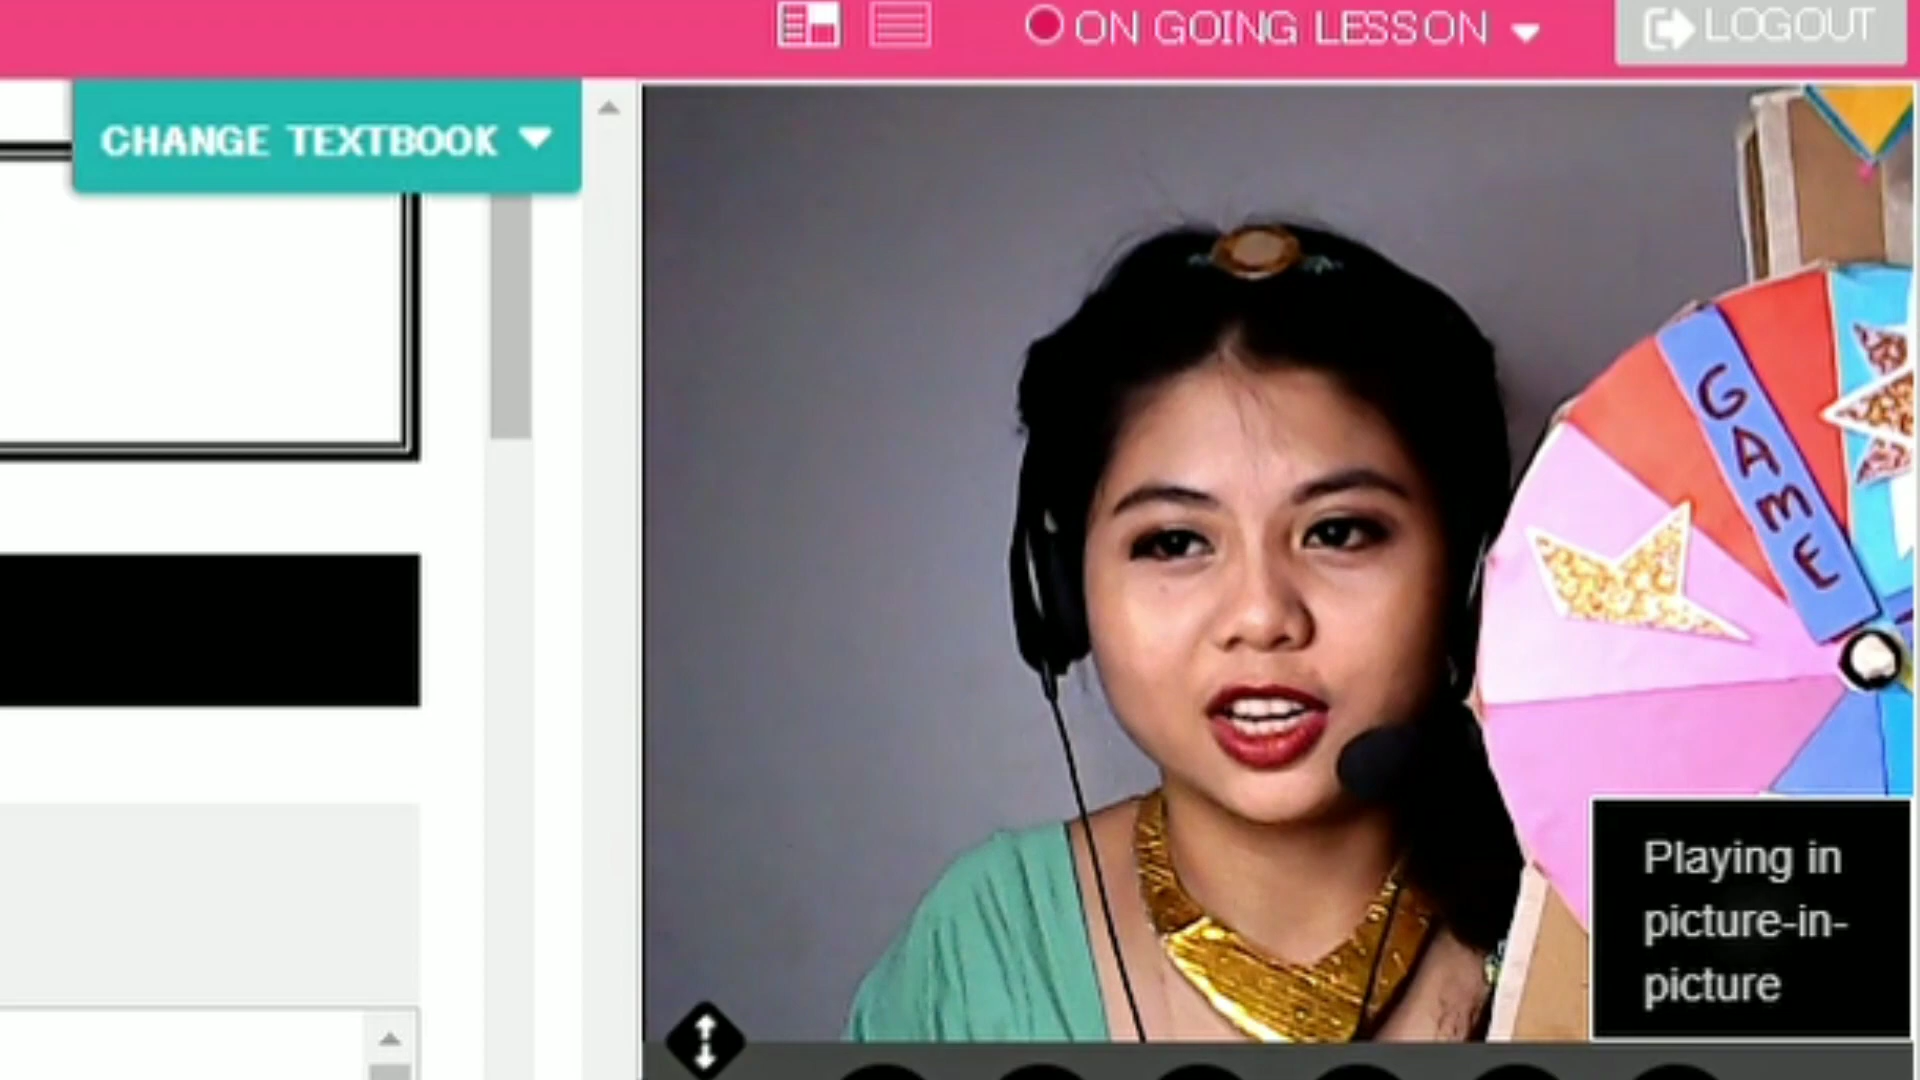 ON GOING LESSON
LOGOUT
CHANGE TEXTBOOK
GAME
Playing in
picture-in-
picture